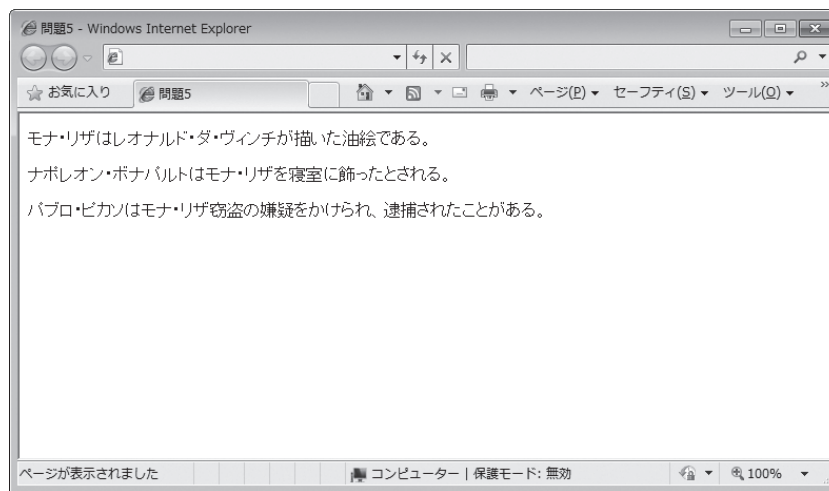 問題5 - Windows Internet Explorer
お気に入り 問題5 ページ(P) セーフティ(S) ツール(O) »
モナ・リザはレオナルド・ダ・ヴィンチが描いた油絵である。
ナポレオン・ボナパルトはモナ・リザを寝室に飾ったとされる。
パブロ・ピカソはモナ・リザ窃盗の嫌疑をかけられ、逮捕されたことがある。
ページが表示されました コンピューター | 保護モード: 無効 100%